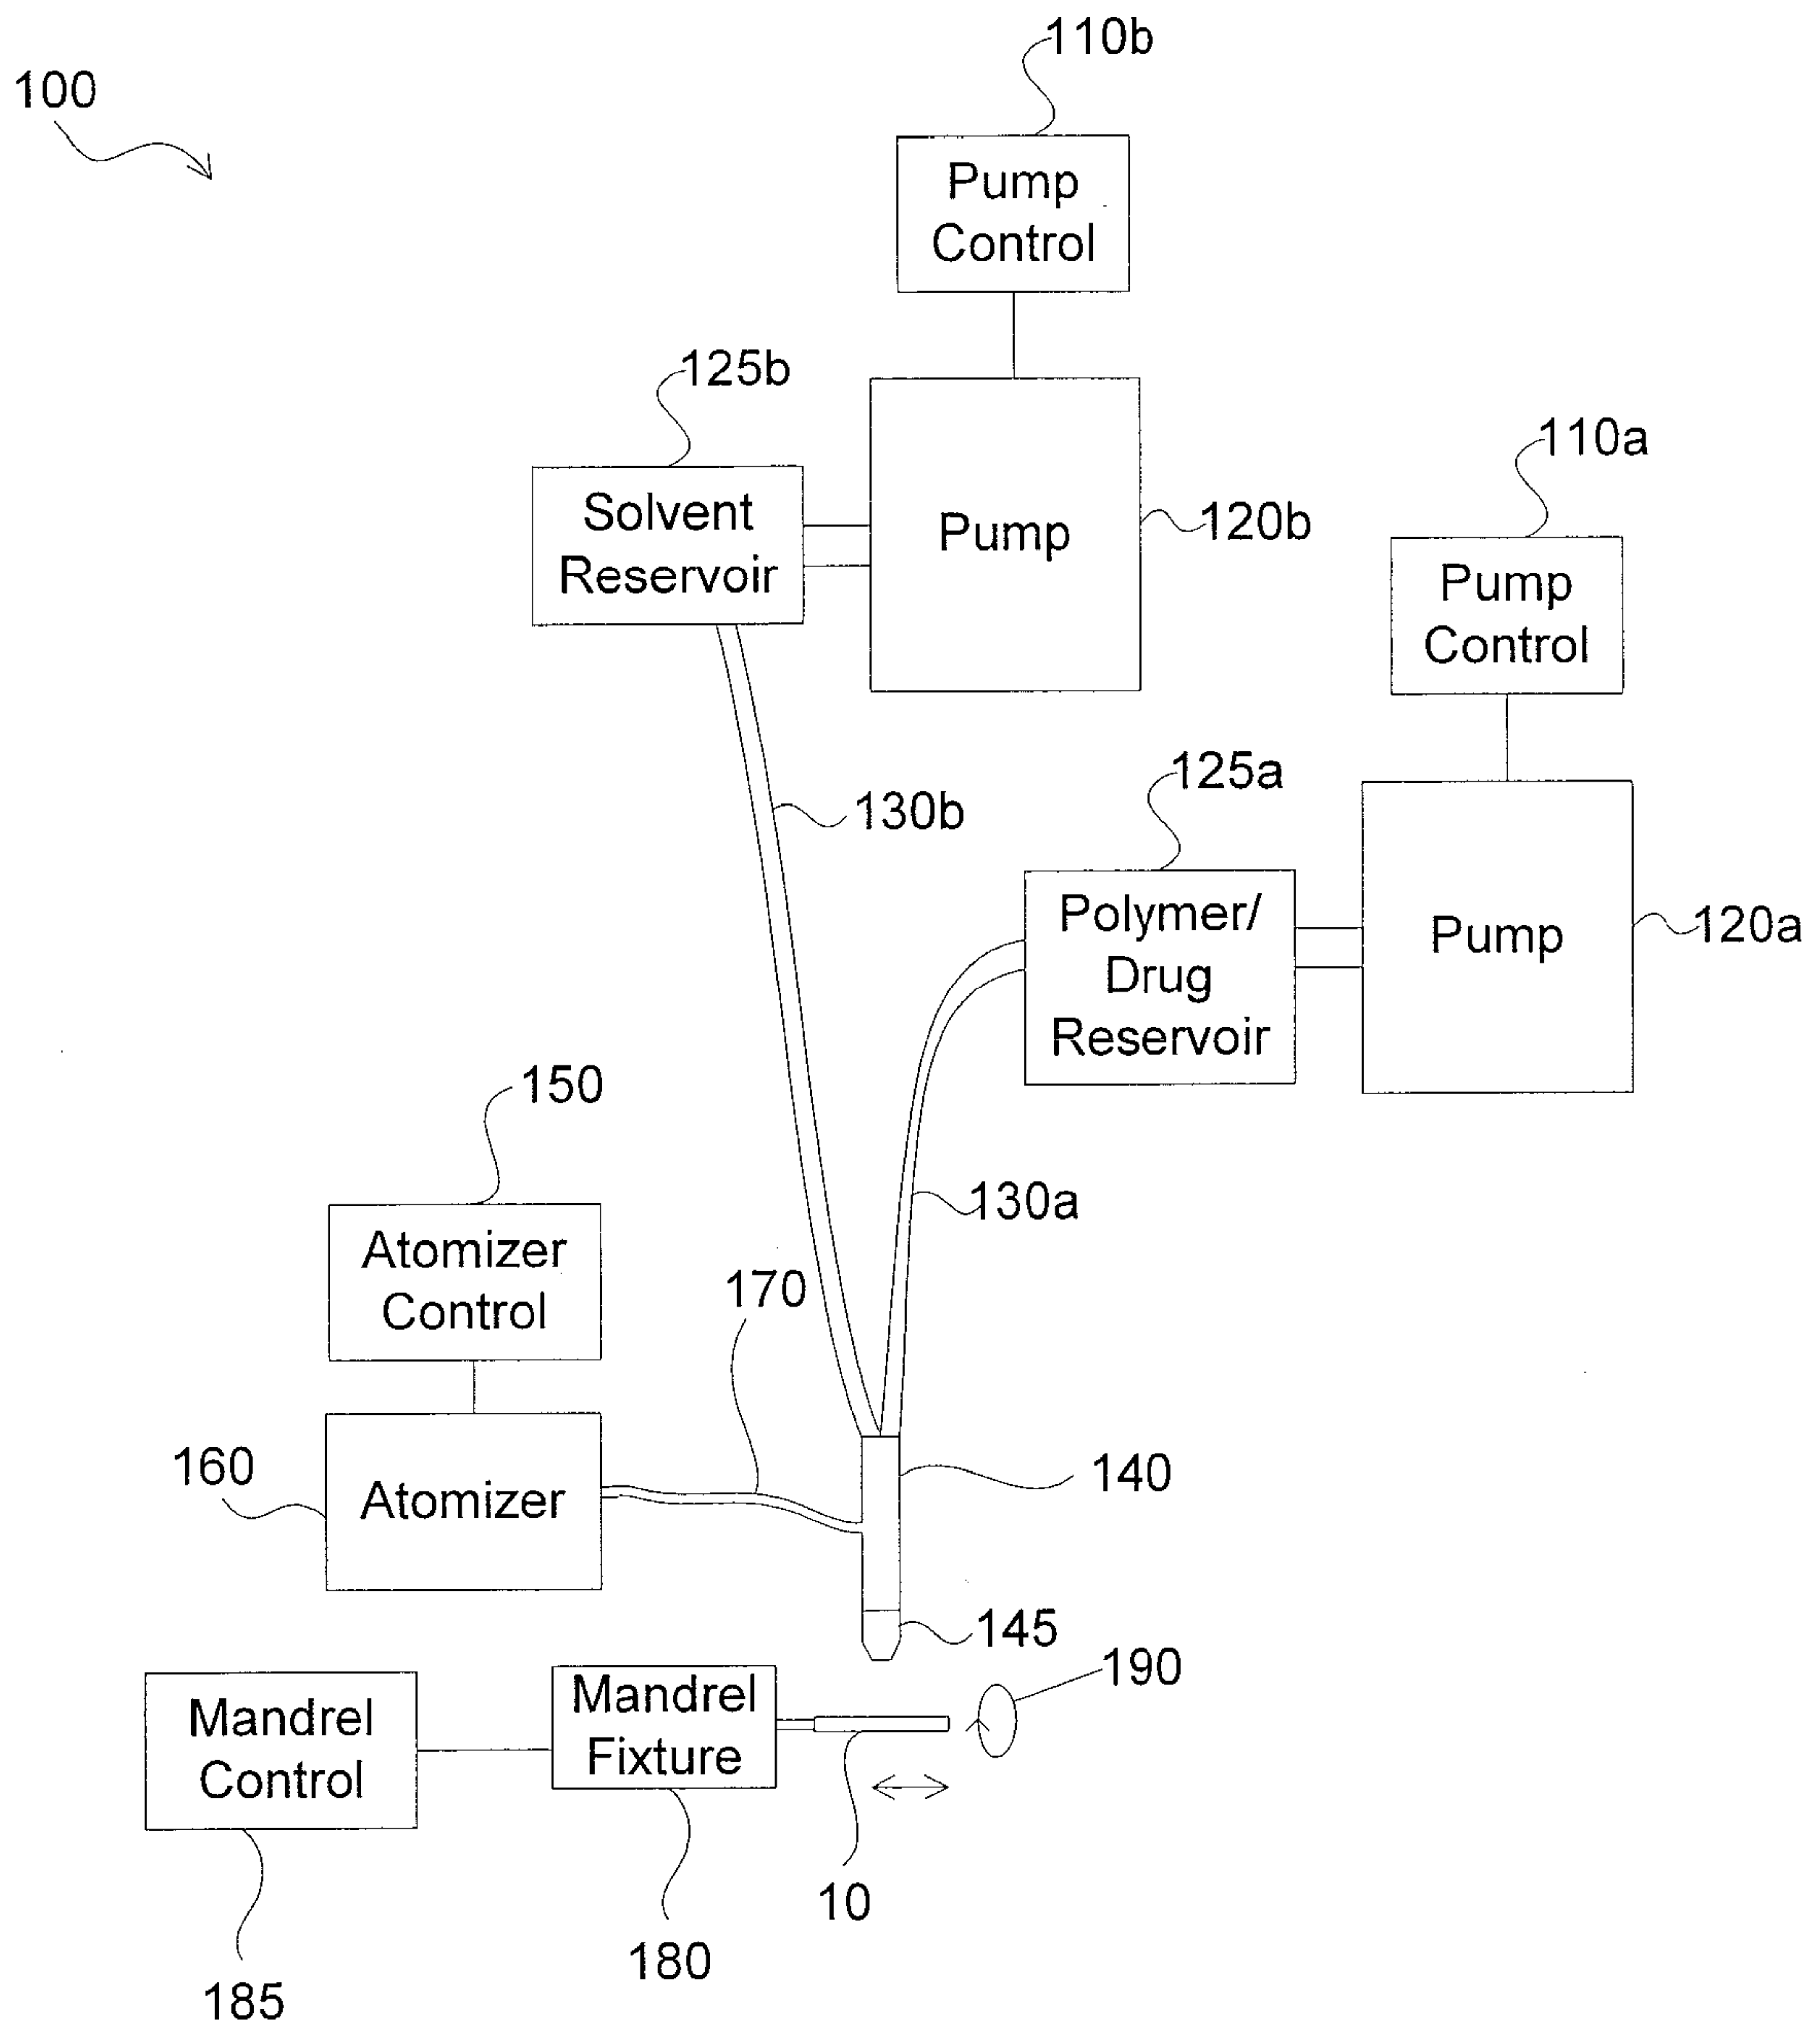 110b
100
Pump
Control
125b
110a
Solvent
Reservoir
Pump
120b
Pump
Control
125a
130b
Polymer/
Drug
Reservoir
Pump
120a
150
130a
Atomizer
Control
170
160
Atomizer
140
145
190
Mandrel
Control
Mandrel
Fixture
10
180
185